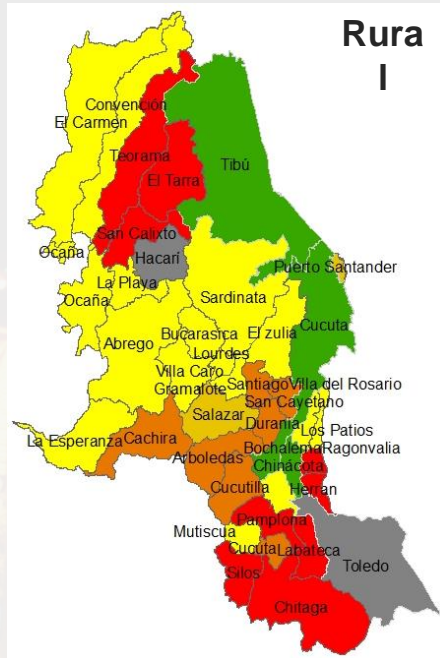 Rura
l
Convención
El Carmen
Teorama
Tibú
El Tarra
San Calixto
Ocaña
Hacarí
Puerto Santander
La Playa
Ocaña
Sardinata
Cucuta
Abrego
Bucarasica
El zulia
Lourdes
Villa Caro
Gramalote
Santiago
Villa del Rosario
San Cayetano
Salazar
Durania
Los Patios
La Esperanza
Cachira
Bochalema
Ragonvalia
Arboledas
Chinácota
Cucutilla
Herran
Pamplona
Mutiscua
Cucuta
Labateca
Toledo
Silos
Chitaga